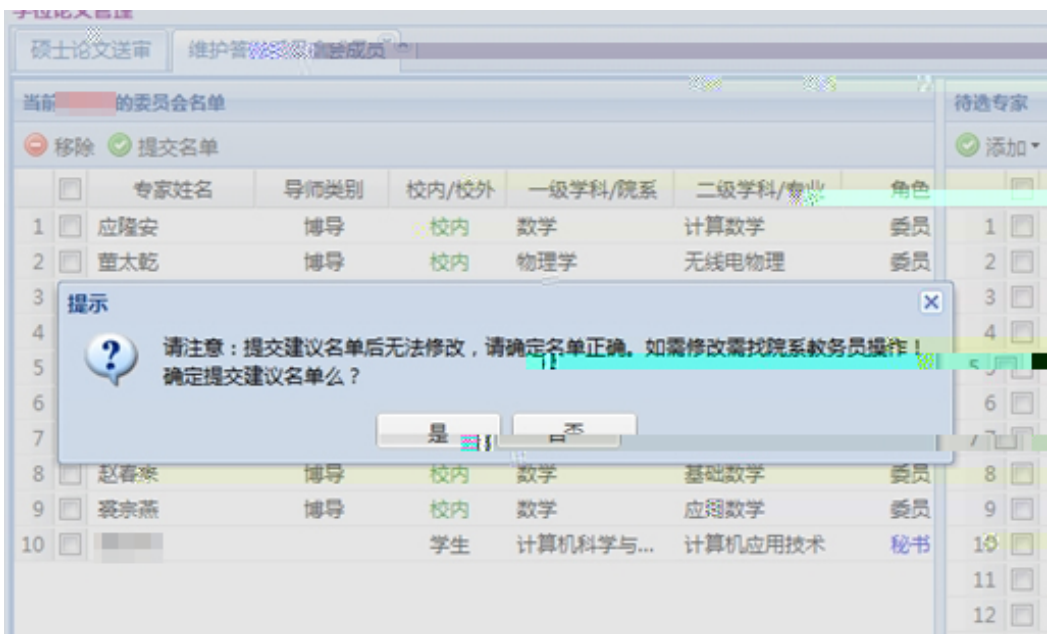 学位论文管理
硕士论文送审
当前 的委员会名单 待选专家
移除 提交名单 添加
专家姓名 导师类别 校内/校外 一级学科/院系 二级学科/专业 角色
1 应隆安 博导 校内 数学 计算数学 委员 1
2 董太乾 博导 校内 物理学 无线电物理 委员 2
3 提示 3
4 请注意：提交建议名单后无法修改，请确定名单正确。如需修改需找院系教务员操作！ 4
5 确定提交建议名单么？ 5
6 6
7 是 否 7
8 博导 校内 数学 基础数学 委员 8
9 裘宗燕 博导 校内 数学 应用数学 委员 9
10 学生 计算机科学与... 计算机应用技术 秘书 10
11
12